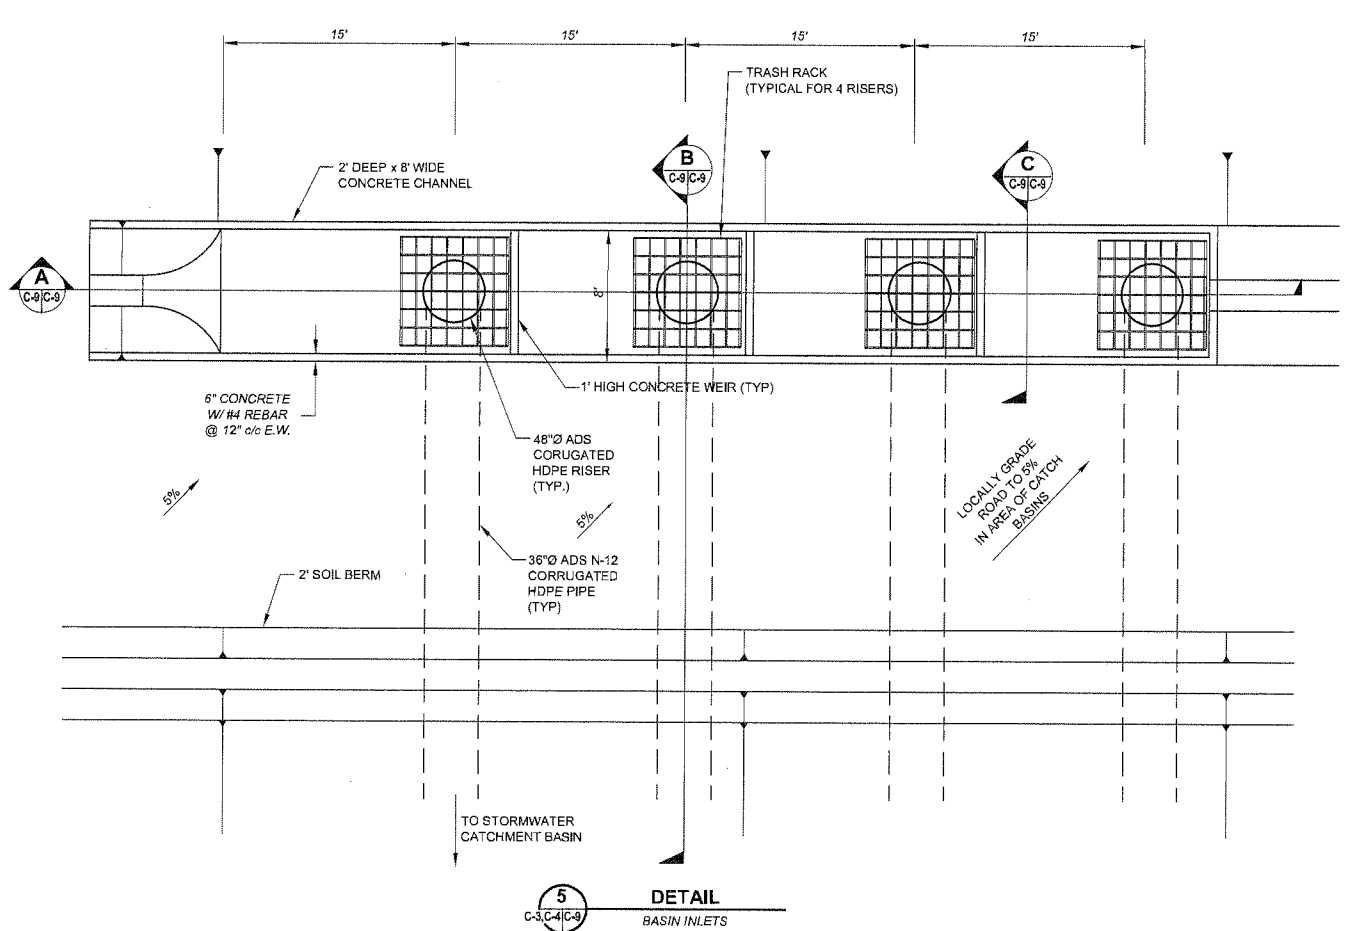 15'
15'
15'
15'
TRASH RACK
(TYPICAL FOR 4 RISERS)
2' DEEP x 8' WIDE
CONCRETE CHANNEL
B
C-9 C-9
C
C-9 C-9
A
C-9 C-9
8'
1' HIGH CONCRETE WEIR (TYP)
6" CONCRETE
W/ #4 REBAR
@ 12" c/c E.W.
48"Ø ADS
CORUGATED
HDPE RISER
(TYP.)
5%
5%
LOCALLY GRADE
ROAD TO 5%
IN AREA OF CATCH
BASINS
36"Ø ADS N-12
CORRUGATED
HDPE PIPE
(TYP)
2' SOIL BERM
TO STORMWATER
CATCHMENT BASIN
5
C-3,C-4 C-9
DETAIL
BASIN INLETS